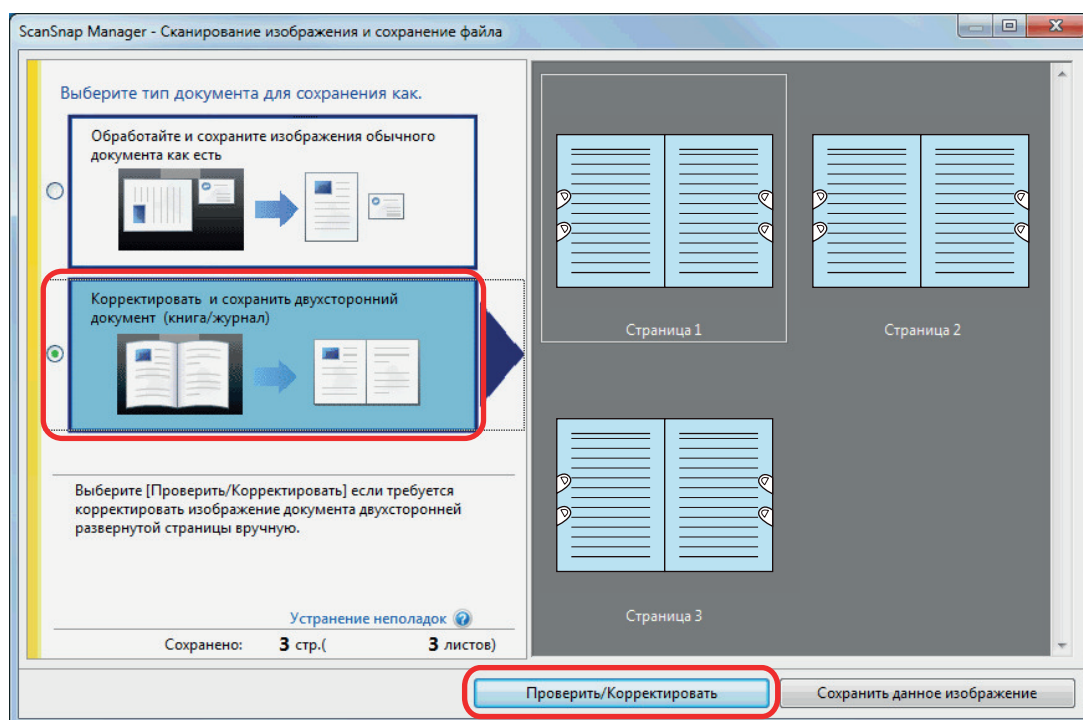 ScanSnap Manager - Сканирование изображения и сохранение файла
Выберите тип документа для сохранения как.
Обработайте и сохраните изображения обычного
документа как есть
Корректировать и сохранить двухсторонний
документ (книга/журнал)
Выберите [Проверить/Корректировать] если требуется
корректировать изображение документа двухсторонней
развернутой страницы вручную.
Устранение неполадок
Сохранено: 3 стр.( 3 листов)
Страница 1
Страница 2
Страница 3
Проверить/Корректировать
Сохранить данное изображение